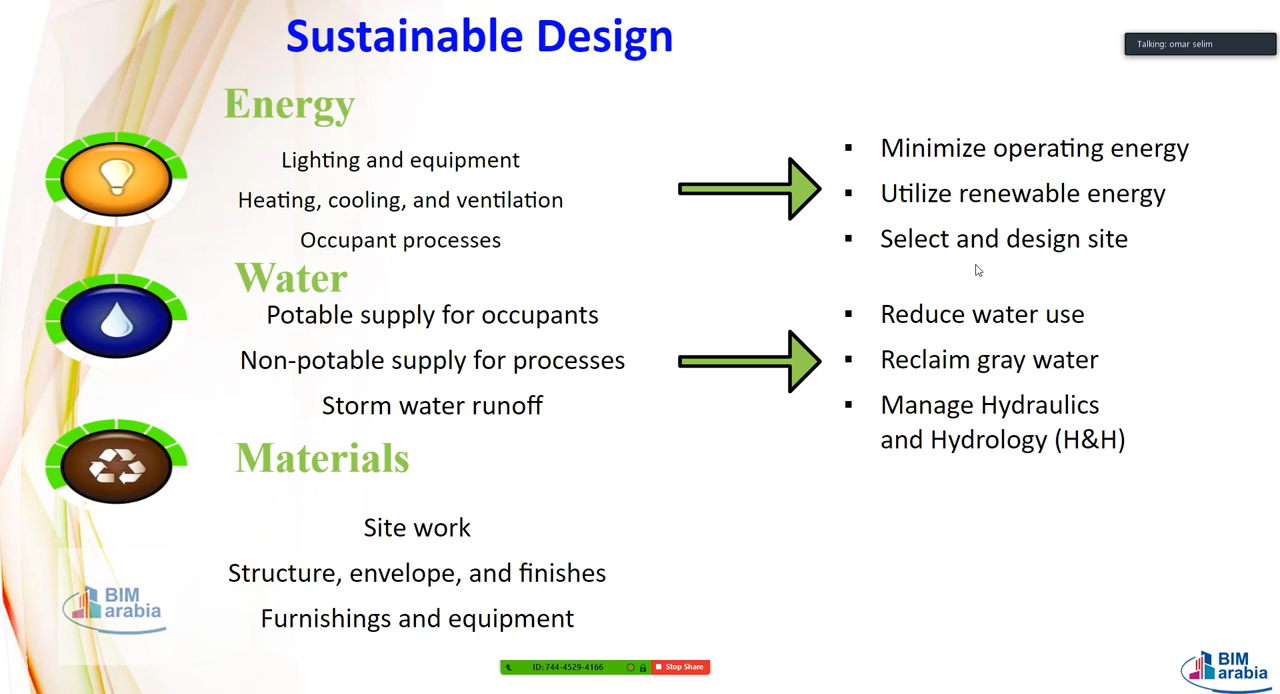 Sustainable Design
Talking: omar selim
Energy
Lighting and equipment
Heating, cooling, and ventilation
Occupant processes
▪ Minimize operating energy
▪ Utilize renewable energy
▪ Select and design site
Water
Potable supply for occupants
Non-potable supply for processes
Storm water runoff
▪ Reduce water use
▪ Reclaim gray water
▪ Manage Hydraulics
and Hydrology (H&H)
Materials
Site work
Structure, envelope, and finishes
Furnishings and equipment
BIM
arabia
ID: 744-4529-4166
Stop Share
BIM
arabia